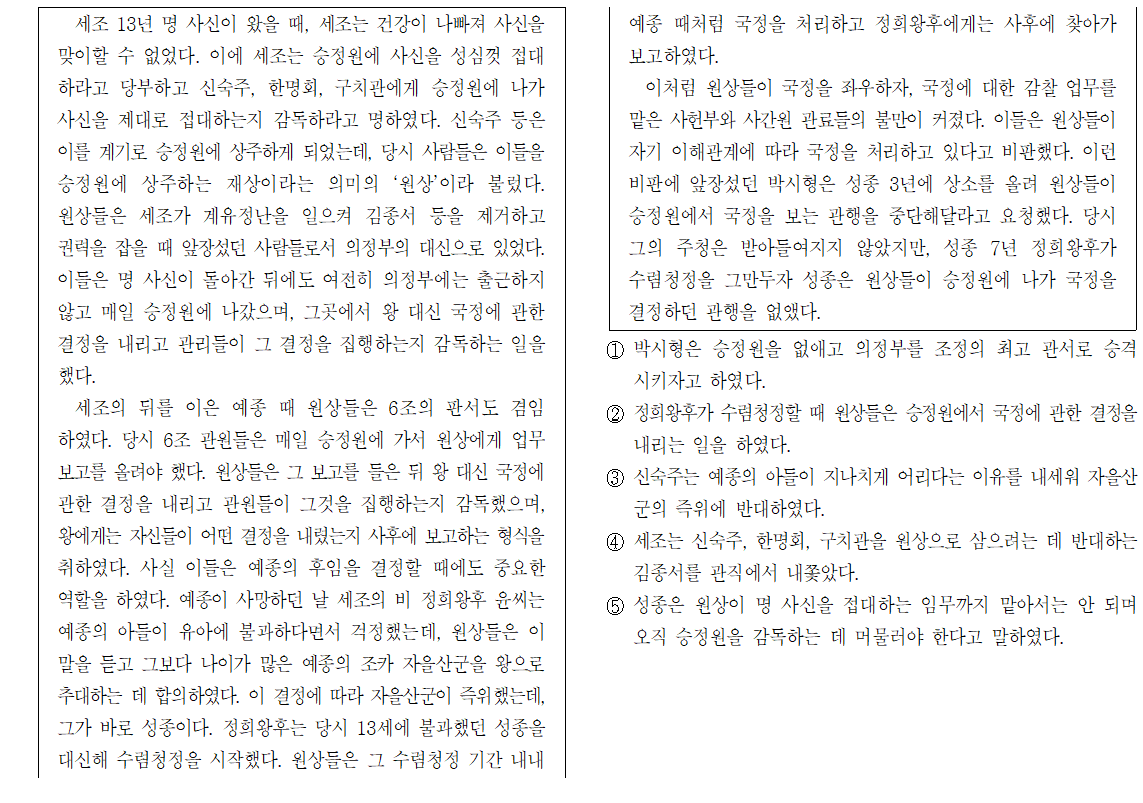 세조 13년 명 사신이 왔을 때, 세조는 건강이 나빠져 사신을
맞이할 수 없었다. 이에 세조는 승정원에 사신을 성심껏 접대
하라고 당부하고 신숙주, 한명회, 구치관에게 승정원에 나가
사신을 제대로 접대하는지 감독하라고 명하였다. 신숙주 등은
이를 계기로 승정원에 상주하게 되었는데, 당시 사람들은 이들을
승정원에 상주하는 재상이라는 의미의 ‘원상’이라 불렀다.
원상들은 세조가 계유정난을 일으켜 김종서 등을 제거하고
권력을 잡을 때 앞장섰던 사람들로서 의정부의 대신으로 있었다.
이들은 명 사신이 돌아간 뒤에도 여전히 의정부에는 출근하지
않고 매일 승정원에 나갔으며, 그곳에서 왕 대신 국정에 관한
결정을 내리고 관리들이 그 결정을 집행하는지 감독하는 일을
했다.
세조의 뒤를 이은 예종 때 원상들은 6조의 판서도 겸임
하였다. 당시 6조 관원들은 매일 승정원에 가서 원상에게 업무
보고를 올려야 했다. 원상들은 그 보고를 들은 뒤 왕 대신 국정에
관한 결정을 내리고 관원들이 그것을 집행하는지 감독했으며,
왕에게는 자신들이 어떤 결정을 내렸는지 사후에 보고하는 형식을
취하였다. 사실 이들은 예종의 후임을 결정할 때에도 중요한
역할을 하였다. 예종이 사망하던 날 세조의 비 정희왕후 윤씨는
예종의 아들이 유아에 불과하다면서 걱정했는데, 원상들은 이
말을 듣고 그보다 나이가 많은 예종의 조카 자을산군을 왕으로
추대하는 데 합의하였다. 이 결정에 따라 자을산군이 즉위했는데,
그가 바로 성종이다. 정희왕후는 당시 13세에 불과했던 성종을
대신해 수렴청정을 시작했다. 원상들은 그 수렴청정 기간 내내
예종 때처럼 국정을 처리하고 정희왕후에게는 사후에 찾아가
보고하였다.
이처럼 원상들이 국정을 좌우하자, 국정에 대한 감찰 업무를
맡은 사헌부와 사간원 관료들의 불만이 커졌다. 이들은 원상들이
자기 이해관계에 따라 국정을 처리하고 있다고 비판했다. 이런
비판에 앞장섰던 박시형은 성종 3년에 상소를 올려 원상들이
승정원에서 국정을 보는 관행을 중단해달라고 요청했다. 당시
그의 주청은 받아들여지지 않았지만, 성종 7년 정희왕후가
수렴청정을 그만두자 성종은 원상들이 승정원에 나가 국정을
결정하던 관행을 없앴다.
① 박시형은 승정원을 없애고 의정부를 조정의 최고 관서로 승격
시키자고 하였다.
② 정희왕후가 수렴청정할 때 원상들은 승정원에서 국정에 관한 결정을
내리는 일을 하였다.
③ 신숙주는 예종의 아들이 지나치게 어리다는 이유를 내세워 자을산
군의 즉위에 반대하였다.
④ 세조는 신숙주, 한명회, 구치관을 원상으로 삼으려는 데 반대하는
김종서를 관직에서 내쫓았다.
⑤ 성종은 원상이 명 사신을 접대하는 임무까지 맡아서는 안 되며
오직 승정원을 감독하는 데 머물러야 한다고 말하였다.